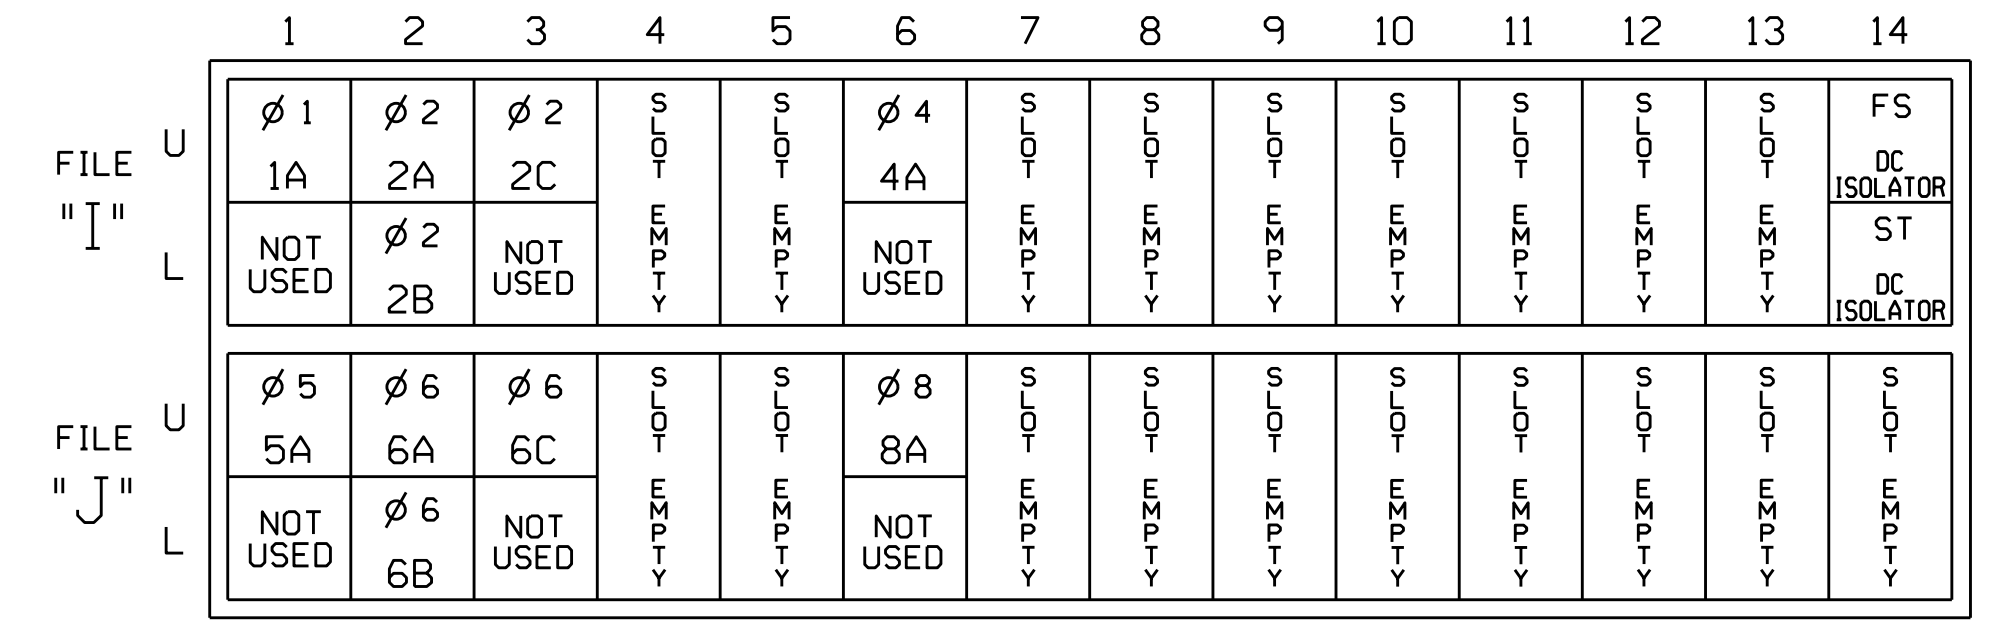 1 2 3 4 5 6 7 8 9 10 11 12 13 14
FILE
"I"
U
L
Ø 1
1A
NOT
USED
Ø 2
2A
Ø 2
2B
Ø 2
2C
NOT
USED
SLOT EMPTY
SLOT EMPTY
Ø 4
4A
NOT
USED
SLOT EMPTY
SLOT EMPTY
SLOT EMPTY
SLOT EMPTY
SLOT EMPTY
SLOT EMPTY
SLOT EMPTY
FS
DC
ISOLATOR
ST
DC
ISOLATOR
FILE
"J"
U
L
Ø 5
5A
NOT
USED
Ø 6
6A
Ø 6
6B
Ø 6
6C
NOT
USED
SLOT EMPTY
SLOT EMPTY
Ø 8
8A
NOT
USED
SLOT EMPTY
SLOT EMPTY
SLOT EMPTY
SLOT EMPTY
SLOT EMPTY
SLOT EMPTY
SLOT EMPTY
SLOT EMPTY